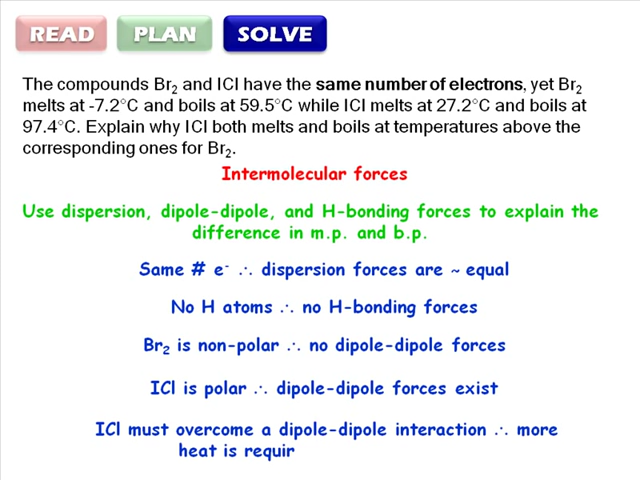 READ PLAN SOLVE
The compounds Br₂ and ICl have the same number of electrons, yet Br₂
melts at -7.2°C and boils at 59.5°C while ICl melts at 27.2°C and boils at
97.4°C. Explain why ICl both melts and boils at temperatures above the
corresponding ones for Br₂.
Intermolecular forces
Use dispersion, dipole-dipole, and H-bonding forces to explain the
difference in m.p. and b.p.
Same # e⁻ ∴ dispersion forces are ~ equal
No H atoms ∴ no H-bonding forces
Br₂ is non-polar ∴ no dipole-dipole forces
ICl is polar ∴ dipole-dipole forces exist
ICl must overcome a dipole-dipole interaction ∴ more
heat is requir